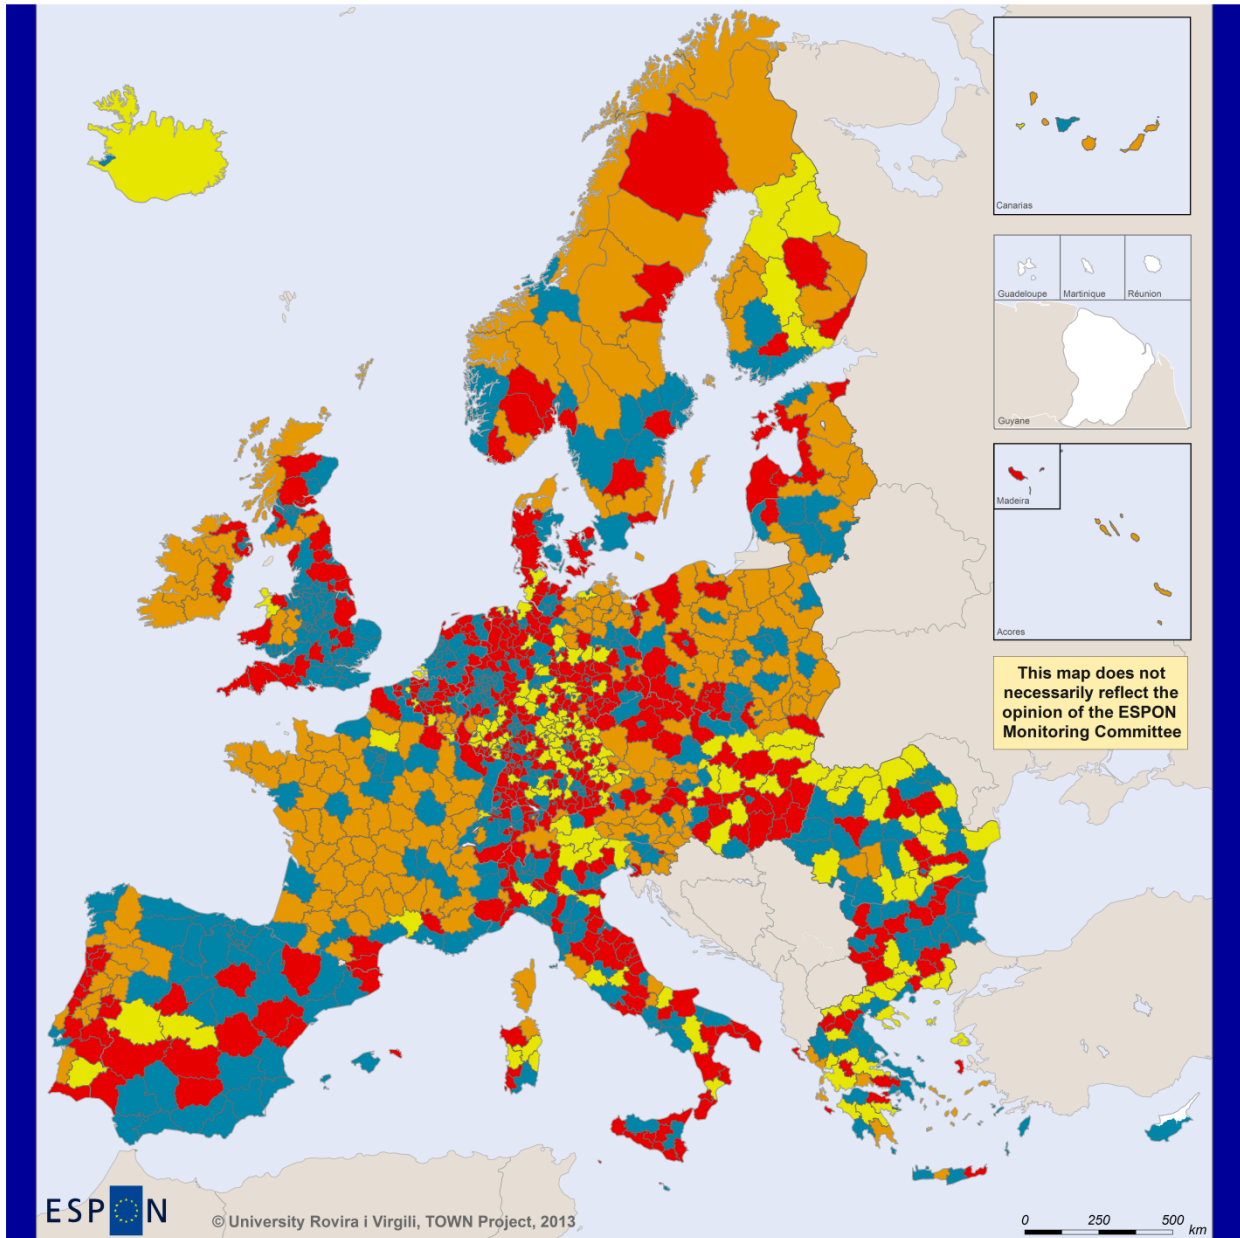 Canarias
Guadeloupe
Martinique
Réunion
Guyane
Madeira
Acores
This map does not
necessarily reflect the
opinion of the ESPON
Monitoring Committee
ESPON
© University Rovira i Virgili, TOWN Project, 2013
0 250 500
km